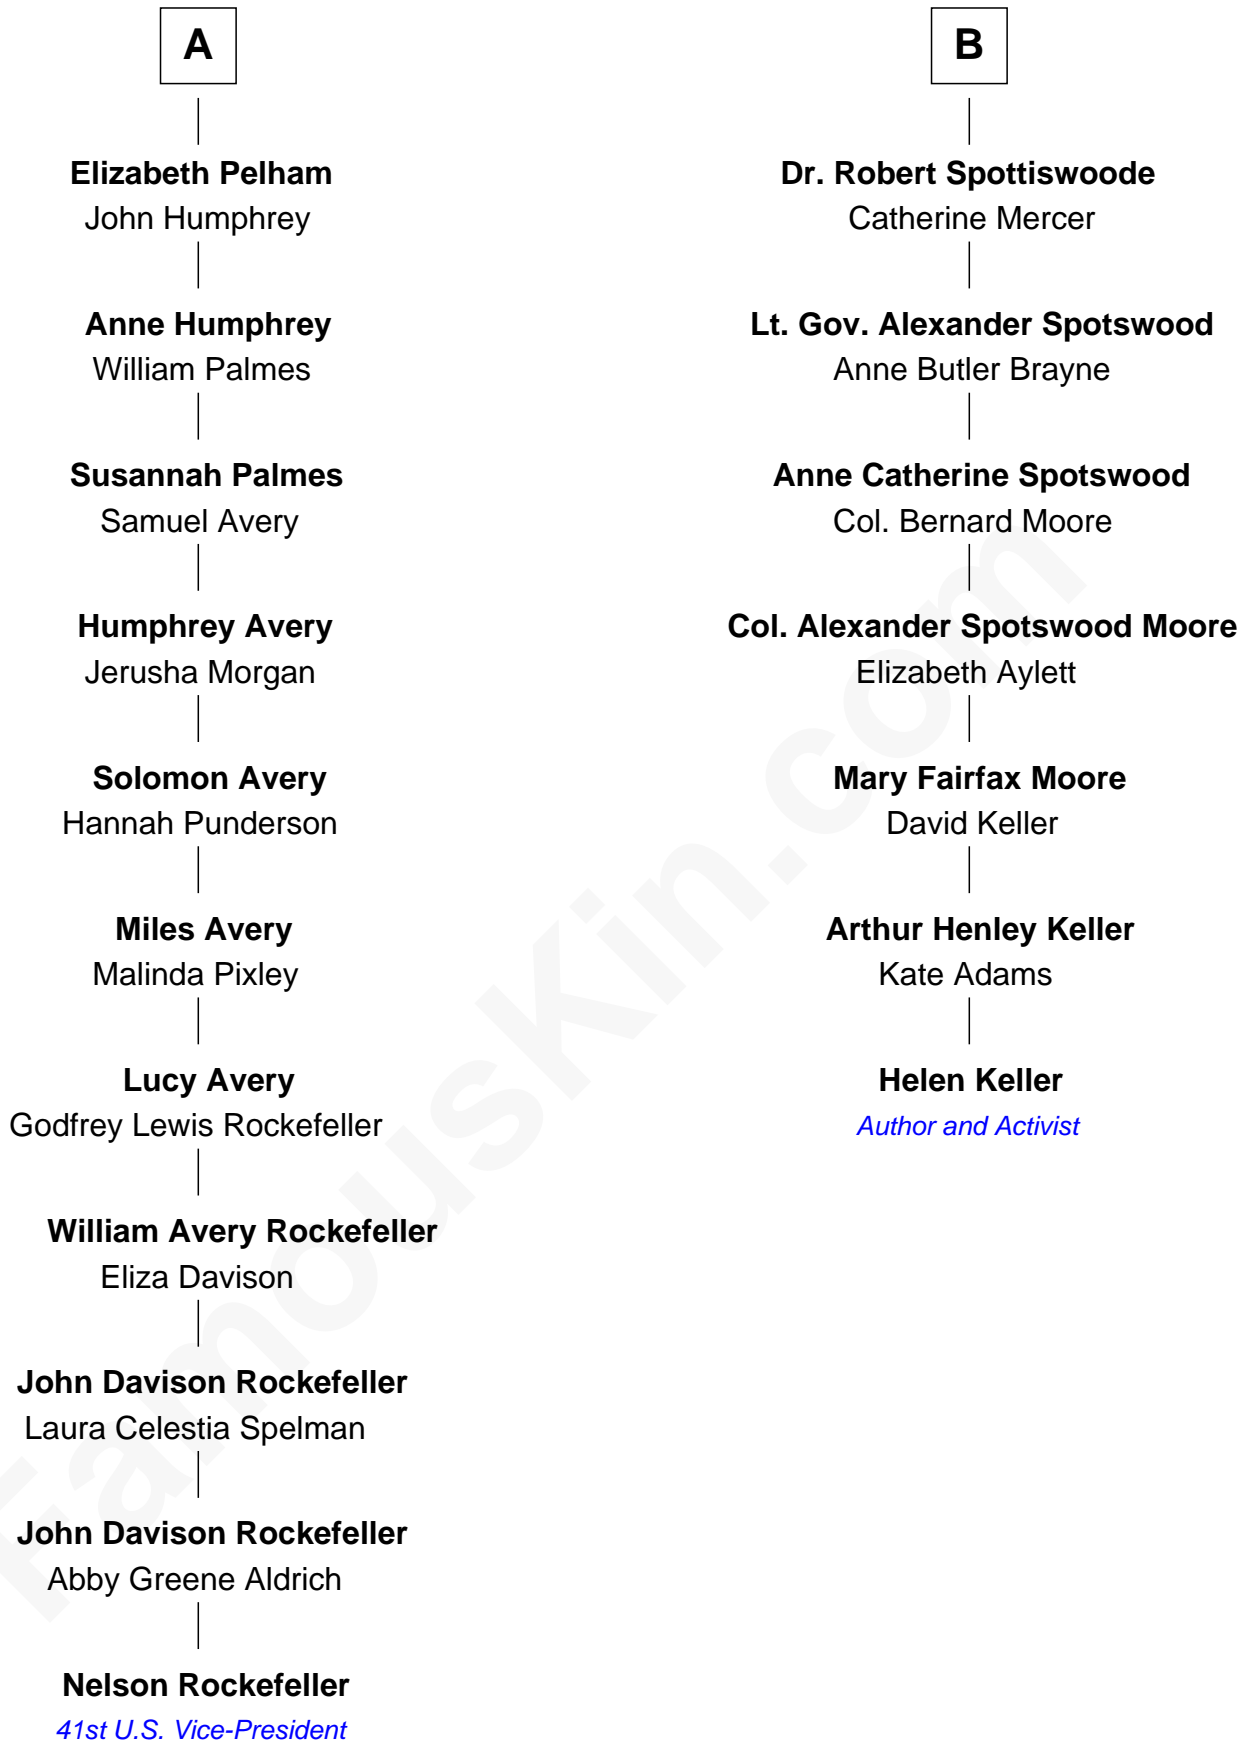 A
Elizabeth Pelham
John Humphrey
Anne Humphrey
William Palmes
Susannah Palmes
Samuel Avery
Humphrey Avery
Jerusha Morgan
Solomon Avery
Hannah Punderson
Miles Avery
Malinda Pixley
Lucy Avery
Godfrey Lewis Rockefeller
William Avery Rockefeller
Eliza Davison
John Davison Rockefeller
Laura Celestia Spelman
John Davison Rockefeller
Abby Greene Aldrich
Nelson Rockefeller
41st U.S. Vice-President
B
Dr. Robert Spottiswoode
Catherine Mercer
Lt. Gov. Alexander Spotswood
Anne Butler Brayne
Anne Catherine Spotswood
Col. Bernard Moore
Col. Alexander Spotswood Moore
Elizabeth Aylett
Mary Fairfax Moore
David Keller
Arthur Henley Keller
Kate Adams
Helen Keller
Author and Activist
FamousKin.com